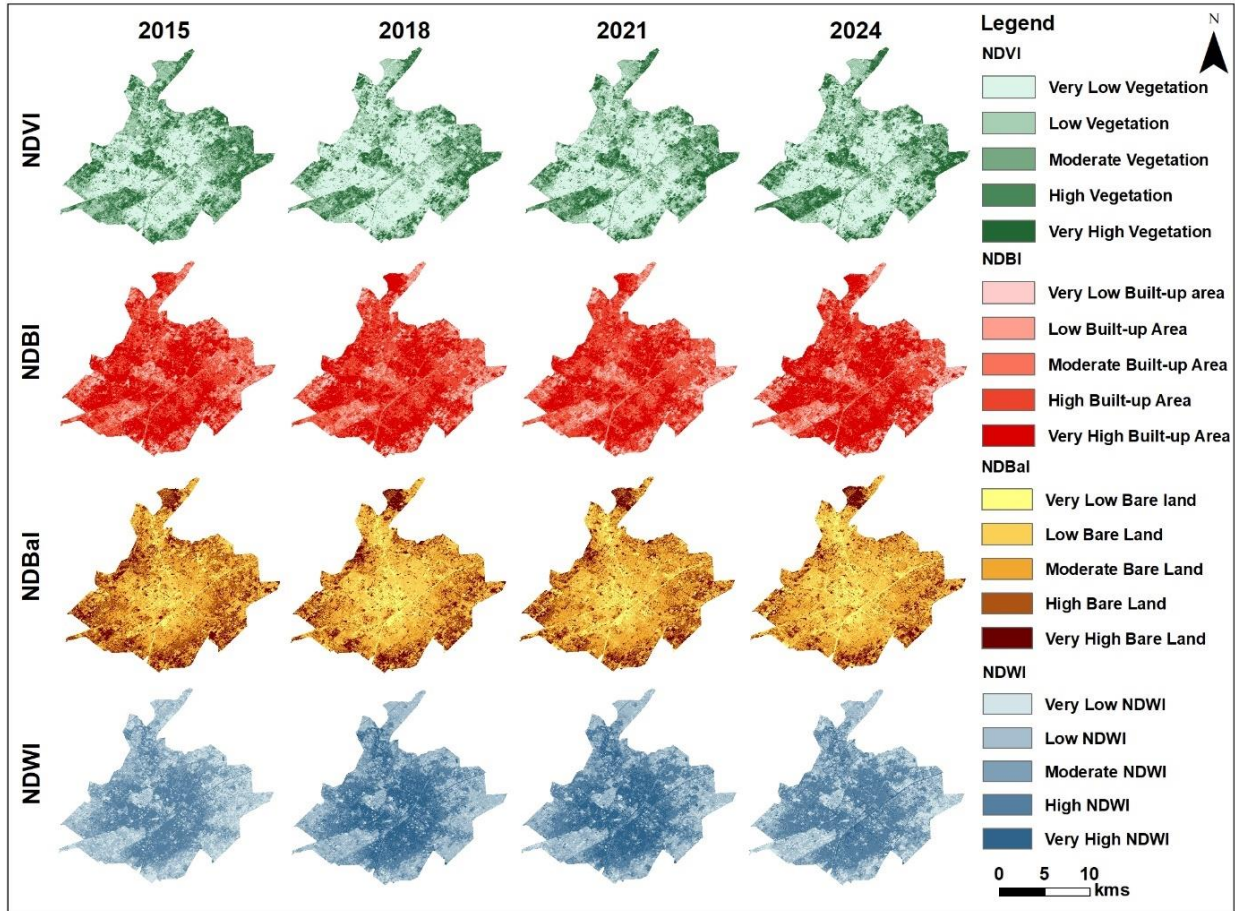 2015
2018
2021
2024
Legend
N
NDVI
NDVI
Very Low Vegetation
Low Vegetation
Moderate Vegetation
High Vegetation
Very High Vegetation
NDBI
NDBI
Very Low Built-up area
Low Built-up Area
Moderate Built-up Area
High Built-up Area
Very High Built-up Area
NDBal
NDBal
Very Low Bare land
Low Bare Land
Moderate Bare Land
High Bare Land
Very High Bare Land
NDWI
NDWI
Very Low NDWI
Low NDWI
Moderate NDWI
High NDWI
Very High NDWI
0 5 10
kms